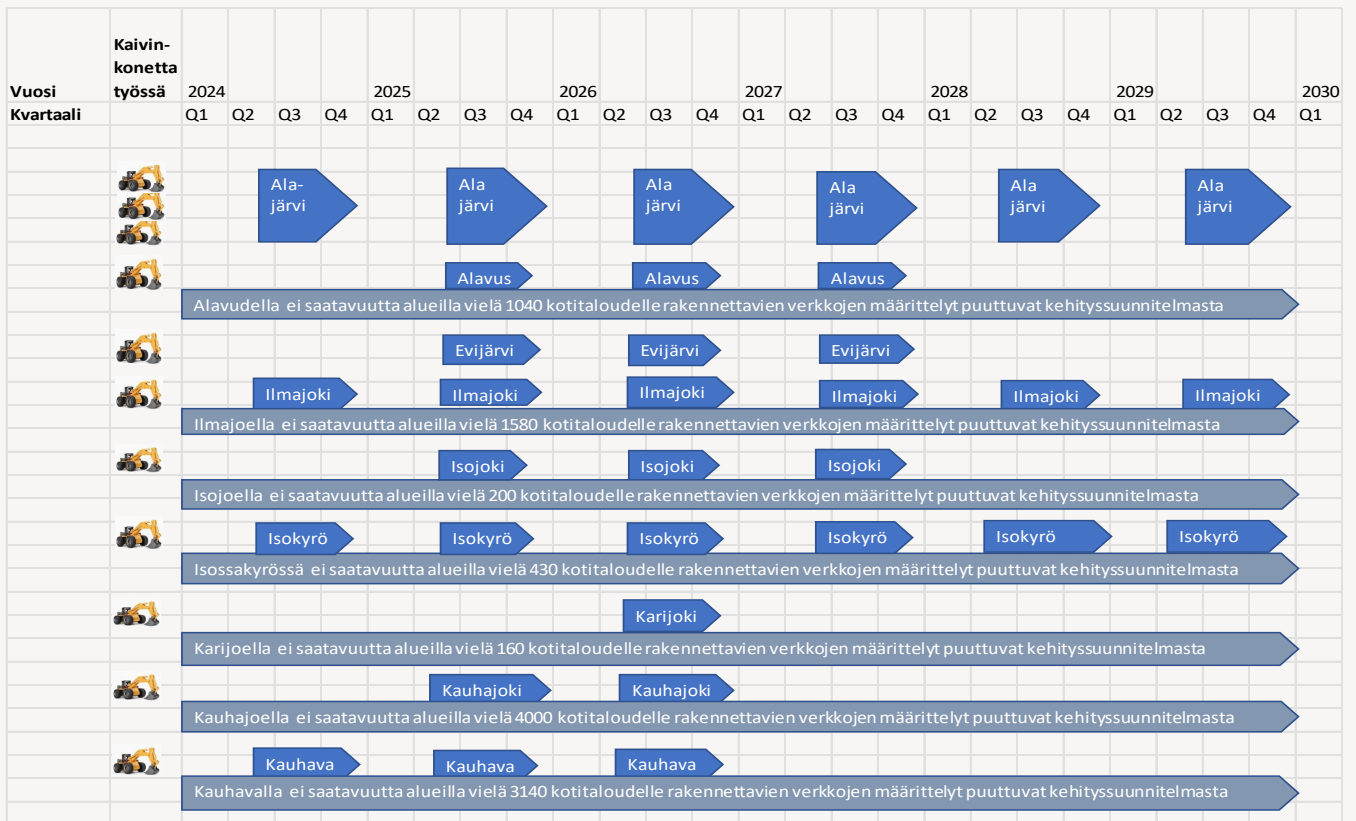 Kaivin-
konetta
Vuosi työssä 2024 2025 2026 2027 2028 2029 2030
Kvartaali Q1 Q2 Q3 Q4 Q1 Q2 Q3 Q4 Q1 Q2 Q3 Q4 Q1 Q2 Q3 Q4 Q1 Q2 Q3 Q4 Q1 Q2 Q3 Q4 Q1
Ala- Ala Ala Ala Ala Ala
järvi järvi järvi järvi järvi järvi
Alavus Alavus Alavus
Alavudella ei saatavuutta alueilla vielä 1040 kotitaloudelle rakennettavien verkkojen määrittelyt puuttuvat kehityssuunnitelmasta
Evijärvi Evijärvi Evijärvi
Ilmajoki Ilmajoki Ilmajoki Ilmajoki Ilmajoki Ilmajoki
Ilmajoella ei saatavuutta alueilla vielä 1580 kotitaloudelle rakennettavien verkkojen määrittelyt puuttuvat kehityssuunnitelmasta
Isojoki Isojoki Isojoki
Isojoella ei saatavuutta alueilla vielä 200 kotitaloudelle rakennettavien verkkojen määrittelyt puuttuvat kehityssuunnitelmasta
Isokyrö Isokyrö Isokyrö Isokyrö Isokyrö Isokyrö
Isossakyrössä ei saatavuutta alueilla vielä 430 kotitaloudelle rakennettavien verkkojen määrittelyt puuttuvat kehityssuunnitelmasta
Karijoki
Karijoella ei saatavuutta alueilla vielä 160 kotitaloudelle rakennettavien verkkojen määrittelyt puuttuvat kehityssuunnitelmasta
Kauhajoki Kauhajoki
Kauhajoella ei saatavuutta alueilla vielä 4000 kotitaloudelle rakennettavien verkkojen määrittelyt puuttuvat kehityssuunnitelmasta
Kauhava Kauhava Kauhava
Kauhavalla ei saatavuutta alueilla vielä 3140 kotitaloudelle rakennettavien verkkojen määrittelyt puuttuvat kehityssuunnitelmasta